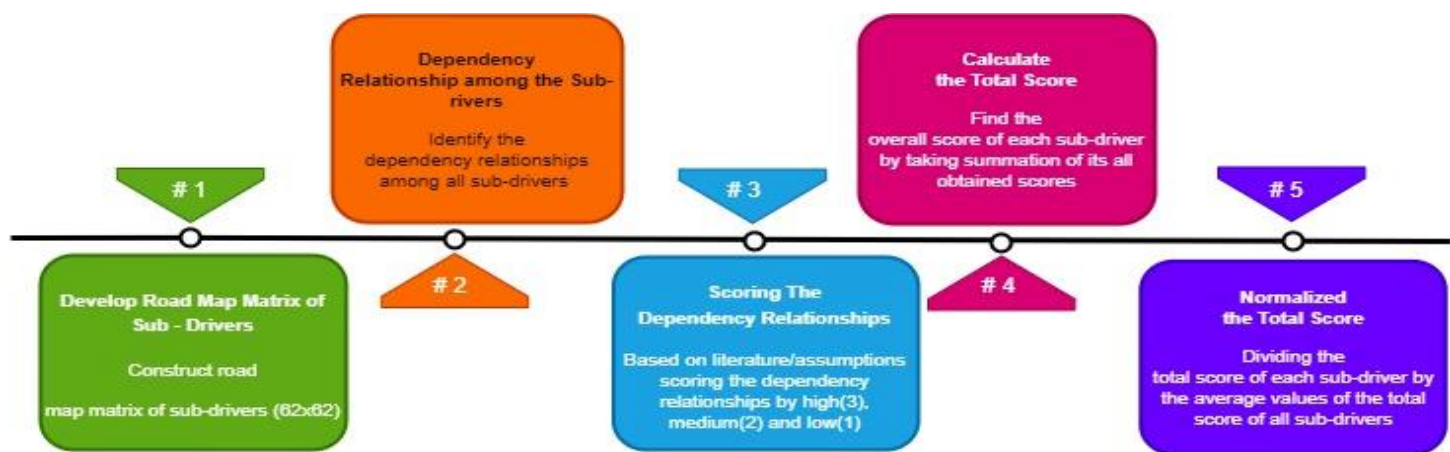 # 1
Develop Road Map Matrix of
Sub - Drivers
Construct road
map matrix of sub-drivers (62x62)
Dependency
Relationship among the Sub-
rivers
Identify the
dependency relationships
among all sub-drivers
# 2
# 3
Scoring The
Dependency Relationships
Based on literature/assumptions
scoring the dependency
relationships by high(3),
medium(2) and low(1)
Calculate
the Total Score
Find the
overall score of each sub-driver
by taking summation of its all
obtained scores
# 4
# 5
Normalized
the Total Score
Dividing the
total score of each sub-driver by
the average values of the total
score of all sub-drivers